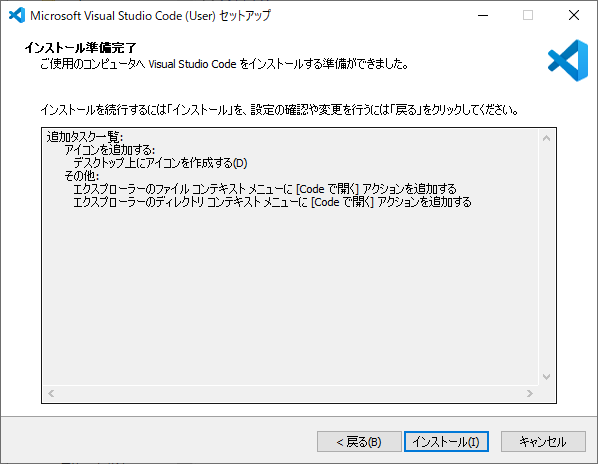 Microsoft Visual Studio Code (User) セットアップ
インストール準備完了
ご使用のコンピュータへ Visual Studio Code をインストールする準備ができました。
インストールを続行するには「インストール」を、設定の確認や変更を行うには「戻る」をクリックしてください。
追加タスク一覧:
アイコンを追加する:
デスクトップ上にアイコンを作成する(D)
その他:
エクスプローラーのファイル コンテキスト メニューに [Code で開く] アクションを追加する
エクスプローラーのディレクトリ コンテキスト メニューに [Code で開く] アクションを追加する
< 戻る(B) インストール(I) キャンセル